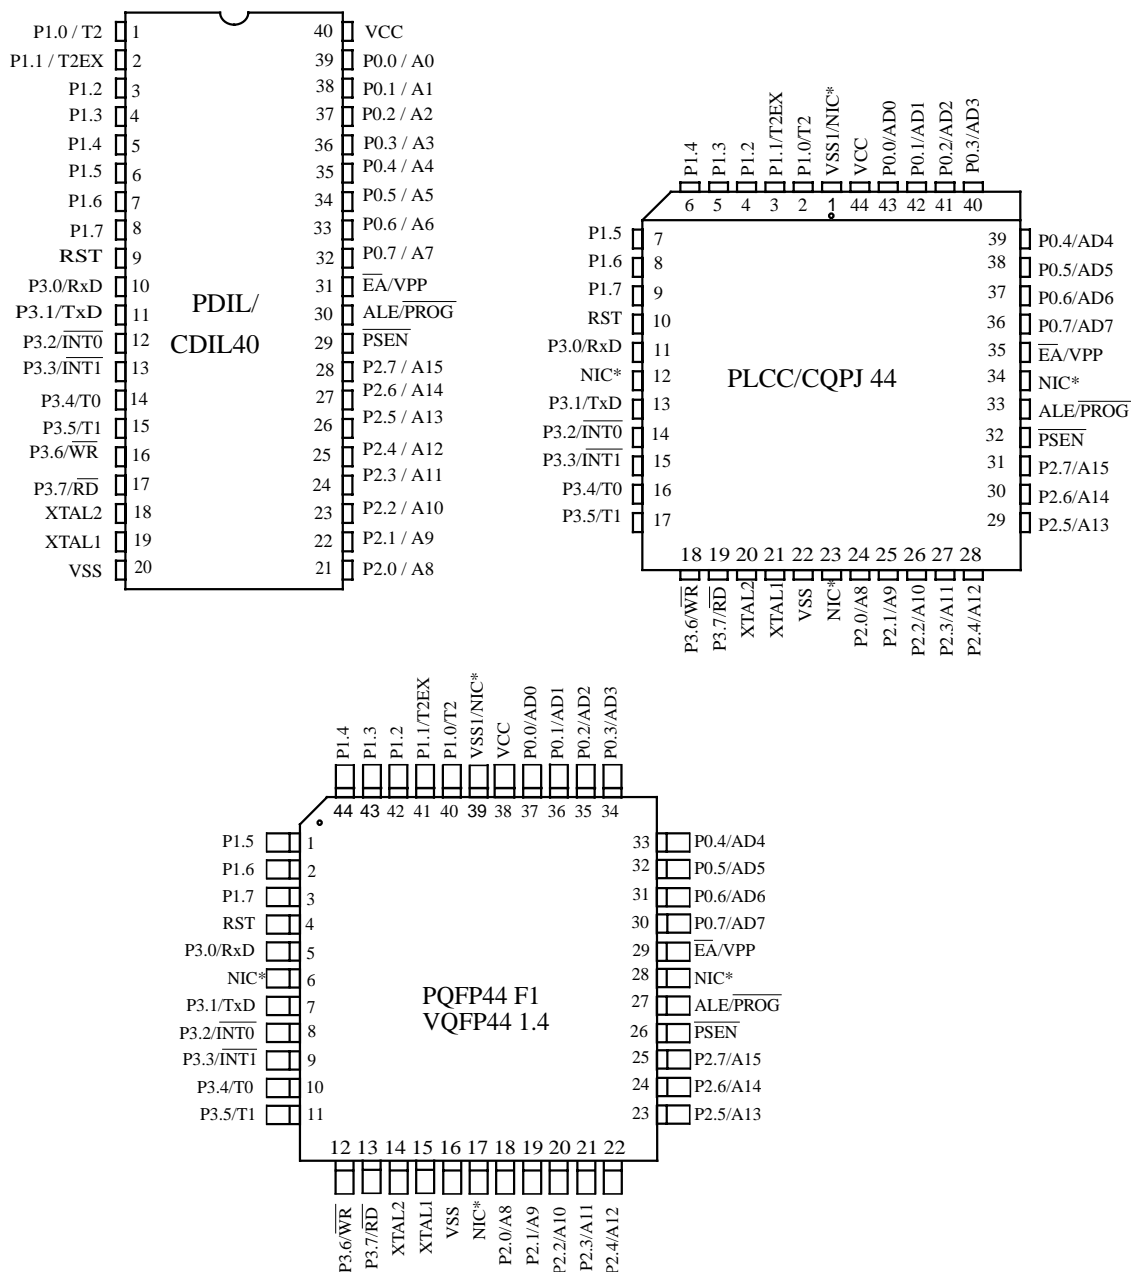 P1.0 / T2 1 40 VCC
P1.1 / T2EX 2 39 P0.0 / A0
P1.2 3 38 P0.1 / A1
P1.3 4 37 P0.2 / A2
P1.4 5 36 P0.3 / A3
P1.5 6 35 P0.4 / A4
P1.6 7 34 P0.5 / A5
P1.7 8 33 P0.6 / A6
RST 9 32 P0.7 / A7
P3.0/RxD 10 31 EA/VPP
P3.1/TxD 11 30 ALE/PROG
P3.2/INT0 12 29 PSEN
P3.3/INT1 13 28 P2.7 / A15
P3.4/T0 14 27 P2.6 / A14
P3.5/T1 15 26 P2.5 / A13
P3.6/WR 16 25 P2.4 / A12
P3.7/RD 17 24 P2.3 / A11
XTAL2 18 23 P2.2 / A10
XTAL1 19 22 P2.1 / A9
VSS 20 21 P2.0 / A8
PDIL/
CDIL40
P1.4 P1.3 P1.2 P1.1/T2EX P1.0/T2 VSS1/NIC* VCC P0.0/AD0 P0.1/AD1 P0.2/AD2 P0.3/AD3
6 5 4 3 2 1 44 43 42 41 40
P1.5 7 39 P0.4/AD4
P1.6 8 38 P0.5/AD5
P1.7 9 37 P0.6/AD6
RST 10 36 P0.7/AD7
P3.0/RxD 11 35 EA/VPP
NIC* 12 34 NIC*
P3.1/TxD 13 33 ALE/PROG
P3.2/INT0 14 32 PSEN
P3.3/INT1 15 31 P2.7/A15
P3.4/T0 16 30 P2.6/A14
P3.5/T1 17 29 P2.5/A13
PLCC/CQPJ 44
18 19 20 21 22 23 24 25 26 27 28
P3.6/WR P3.7/RD XTAL2 XTAL1 VSS NIC* P2.0/A8 P2.1/A9 P2.2/A10 P2.3/A11 P2.4/A12
P1.4 P1.3 P1.2 P1.1/T2EX P1.0/T2 VSS1/NIC* VCC P0.0/AD0 P0.1/AD1 P0.2/AD2 P0.3/AD3
44 43 42 41 40 39 38 37 36 35 34
P1.5 1 33 P0.4/AD4
P1.6 2 32 P0.5/AD5
P1.7 3 31 P0.6/AD6
RST 4 30 P0.7/AD7
P3.0/RxD 5 29 EA/VPP
NIC* 6 28 NIC*
P3.1/TxD 7 27 ALE/PROG
P3.2/INT0 8 26 PSEN
P3.3/INT1 9 25 P2.7/A15
P3.4/T0 10 24 P2.6/A14
P3.5/T1 11 23 P2.5/A13
PQFP44 F1
VQFP44 1.4
12 13 14 15 16 17 18 19 20 21 22
P3.6/WR P3.7/RD XTAL2 XTAL1 VSS NIC* P2.0/A8 P2.1/A9 P2.2/A10 P2.3/A11 P2.4/A12